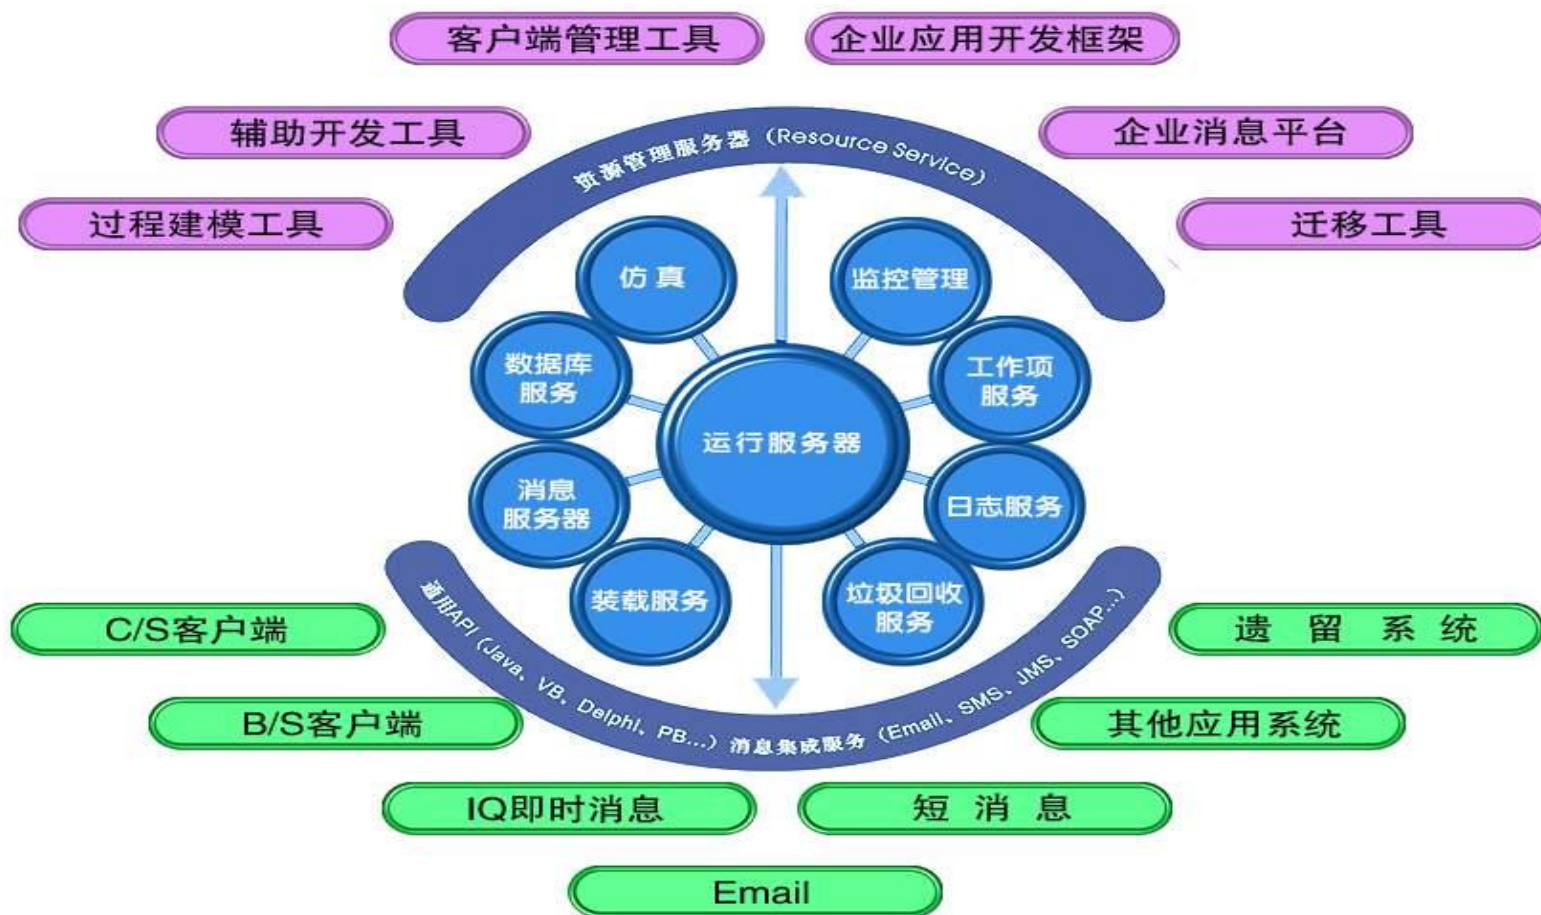 客户端管理工具
企业应用开发框架
辅助开发工具
企业消息平台
过程建模工具
迁移工具
资源管理服务器（Resource Service）
仿 真
监控管理
数据库
服务
工作项
服务
运行服务器
消息
服务器
日志服务
装载服务
垃圾回收
服务
通用API（Java、VB、Delphi、PB...）消息集成服务（Email、SMS、JMS、SOAP...）
C/S客户端
遗 留 系 统
B/S客户端
其他应用系统
IQ即时消息
短 消 息
Email